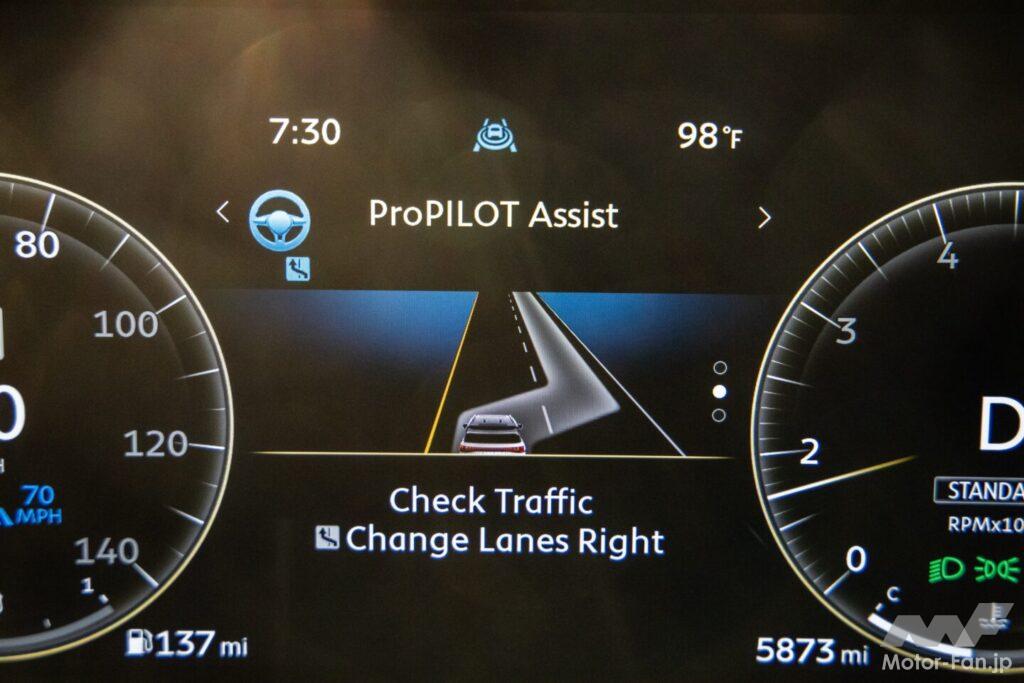 7:30
98°F
ProPILOT Assist
80
100
120
140
70
MPH
4
3
2
0
D
RPMx10
C
Check Traffic
Change Lanes Right
1
137 mi
5873 mi
Motor-Fan.jp